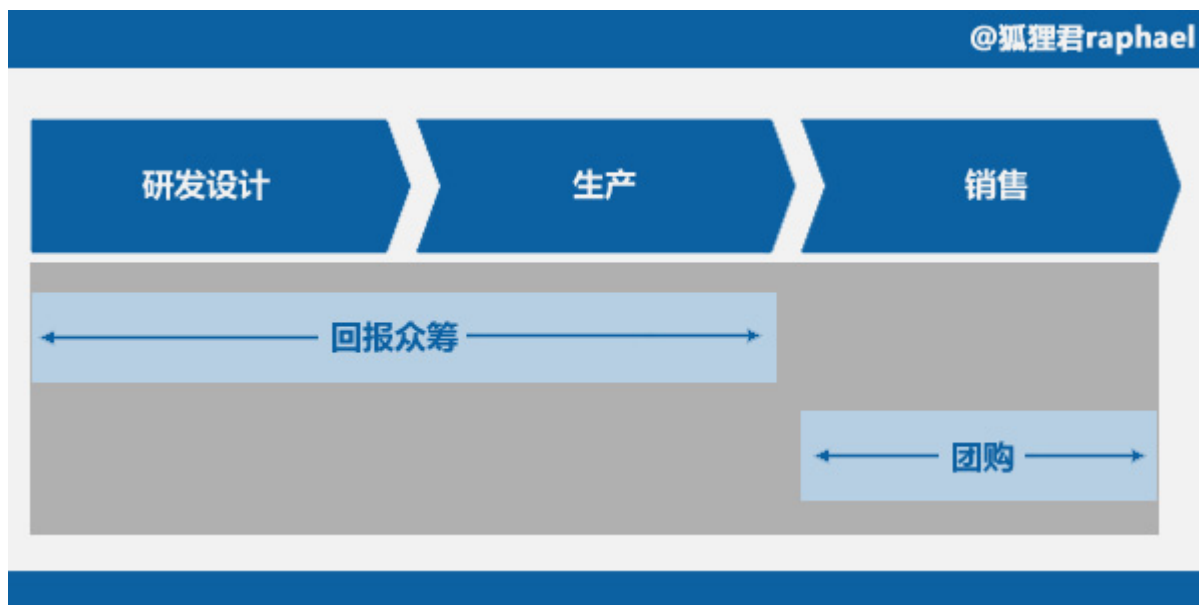 @狐狸君raphael
研发设计
生产
销售
回报众筹
团购